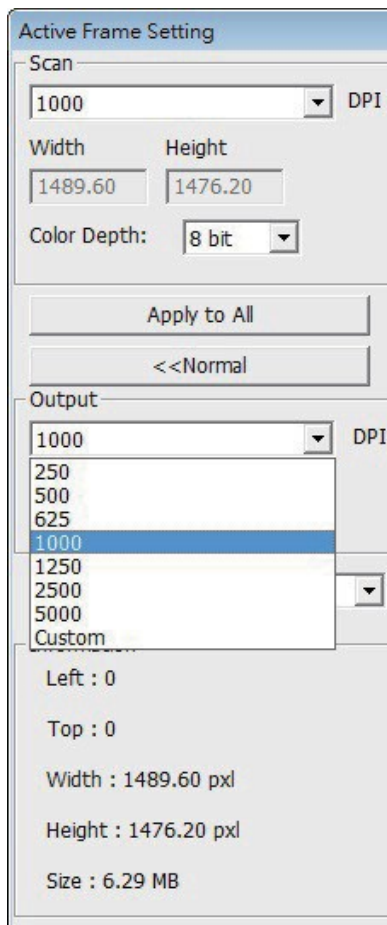 Active Frame Setting
Scan
1000 DPI
Width Height
1489.60 1476.20
Color Depth: 8 bit
Apply to All
<<Normal
Output
1000 DPI
250
500
625
1000
1250
2500
5000
Custom
Left : 0
Top : 0
Width : 1489.60 pxl
Height : 1476.20 pxl
Size : 6.29 MB